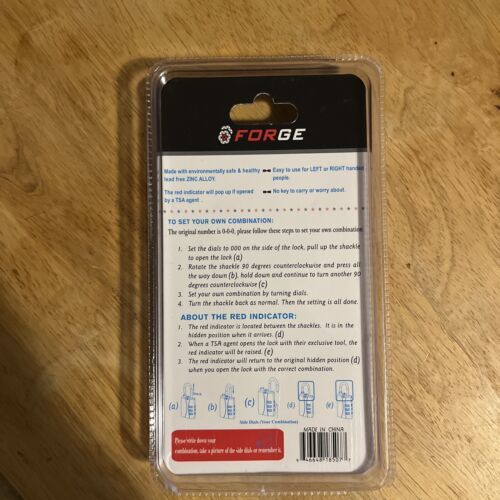 FORGE
Made with environmentally safe & healthy
lead free ZINC ALLOY.
Easy to use for LEFT or RIGHT handed
people.
The red indicator will pop up if opened
by a TSA agent .
No key to carry or worry about.
TO SET YOUR OWN COMBINATION:
The original number is 0-0-0, please follow these steps to set your own combination
1. Set the dials to 000 on the side of the lock, pull up the shackle
to open the lock (a)
2. Rotate the shackle 90 degrees counterclockwise and press all
the way down (b), hold down and continue to turn another 90
degrees counterclockwise (c)
3. Set your own combination by turning dials.
4. Turn the shackle back as normal. Then the setting is all done.
ABOUT THE RED INDICATOR:
1. The red indicator is located between the shackles. It is in the
hidden position when it arrives. (d)
2. When a TSA agent opens the lock with their exclusive tool, the
red indicator will be raised. (e)
3. The red indicator will return to the original hidden position (d)
when you open the lock with the correct combination.
(a) (b) (c) (d) (e)
Side Dials (Your Combination)
Please write down your
combination, take a picture of the side dials or remember it.
MADE IN CHINA